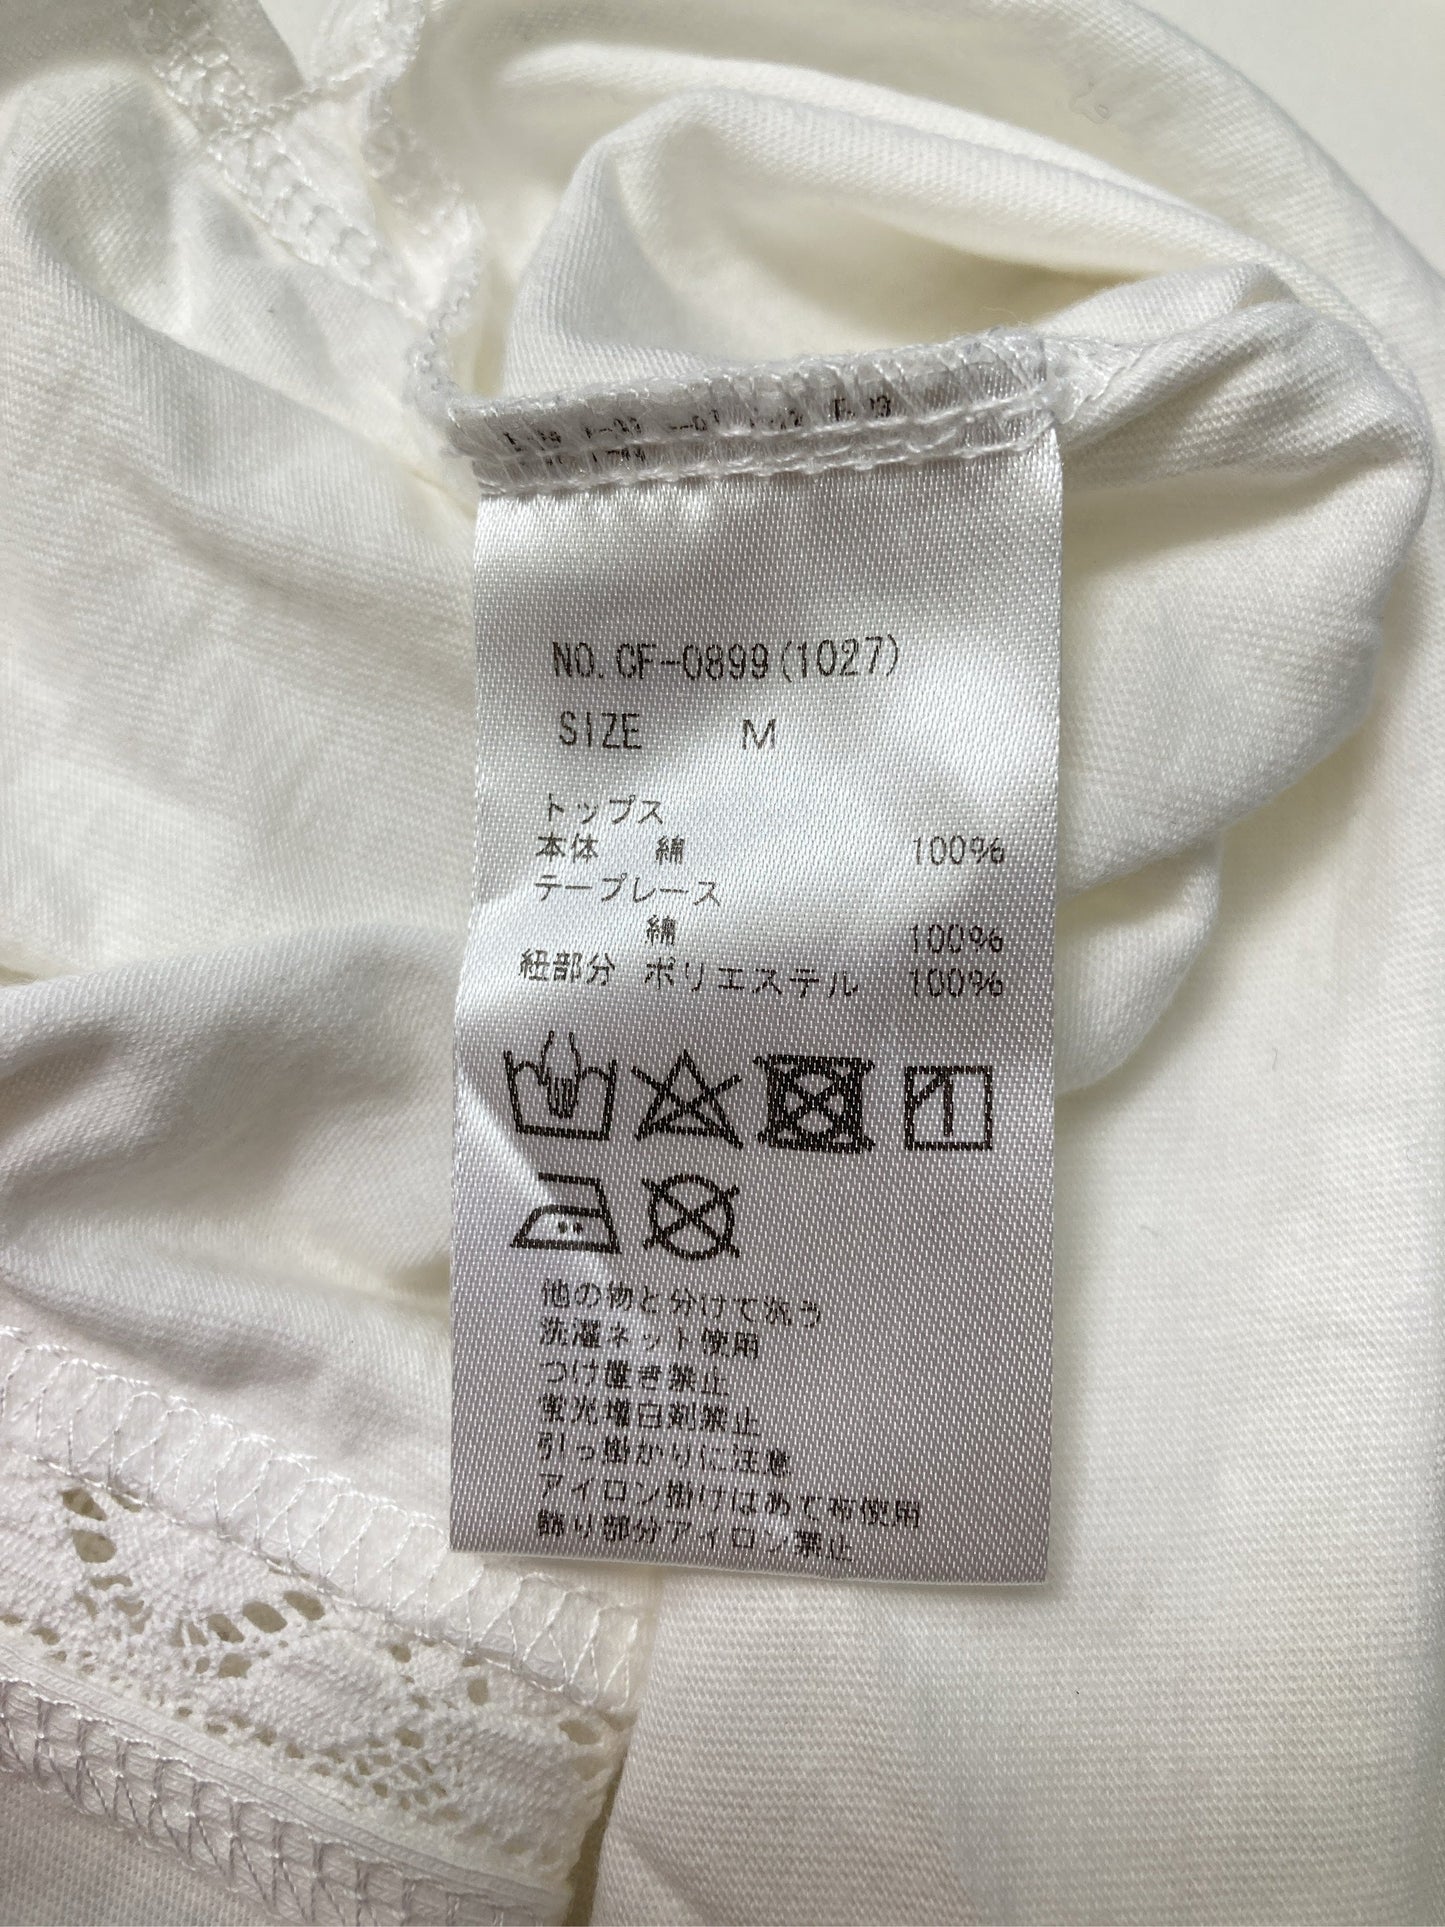 NO.CF-0899(1027)
SIZE M
トップス
本体 綿 100%
テープレース
綿 100%
紐部分 ポリエステル 100%
他の物と分けて洗う
洗濯ネット使用
つけ置き禁止
蛍光増白剤禁止
引っ掛かりに注意
アイロン掛けはあて布使用
飾り部分アイロン禁止